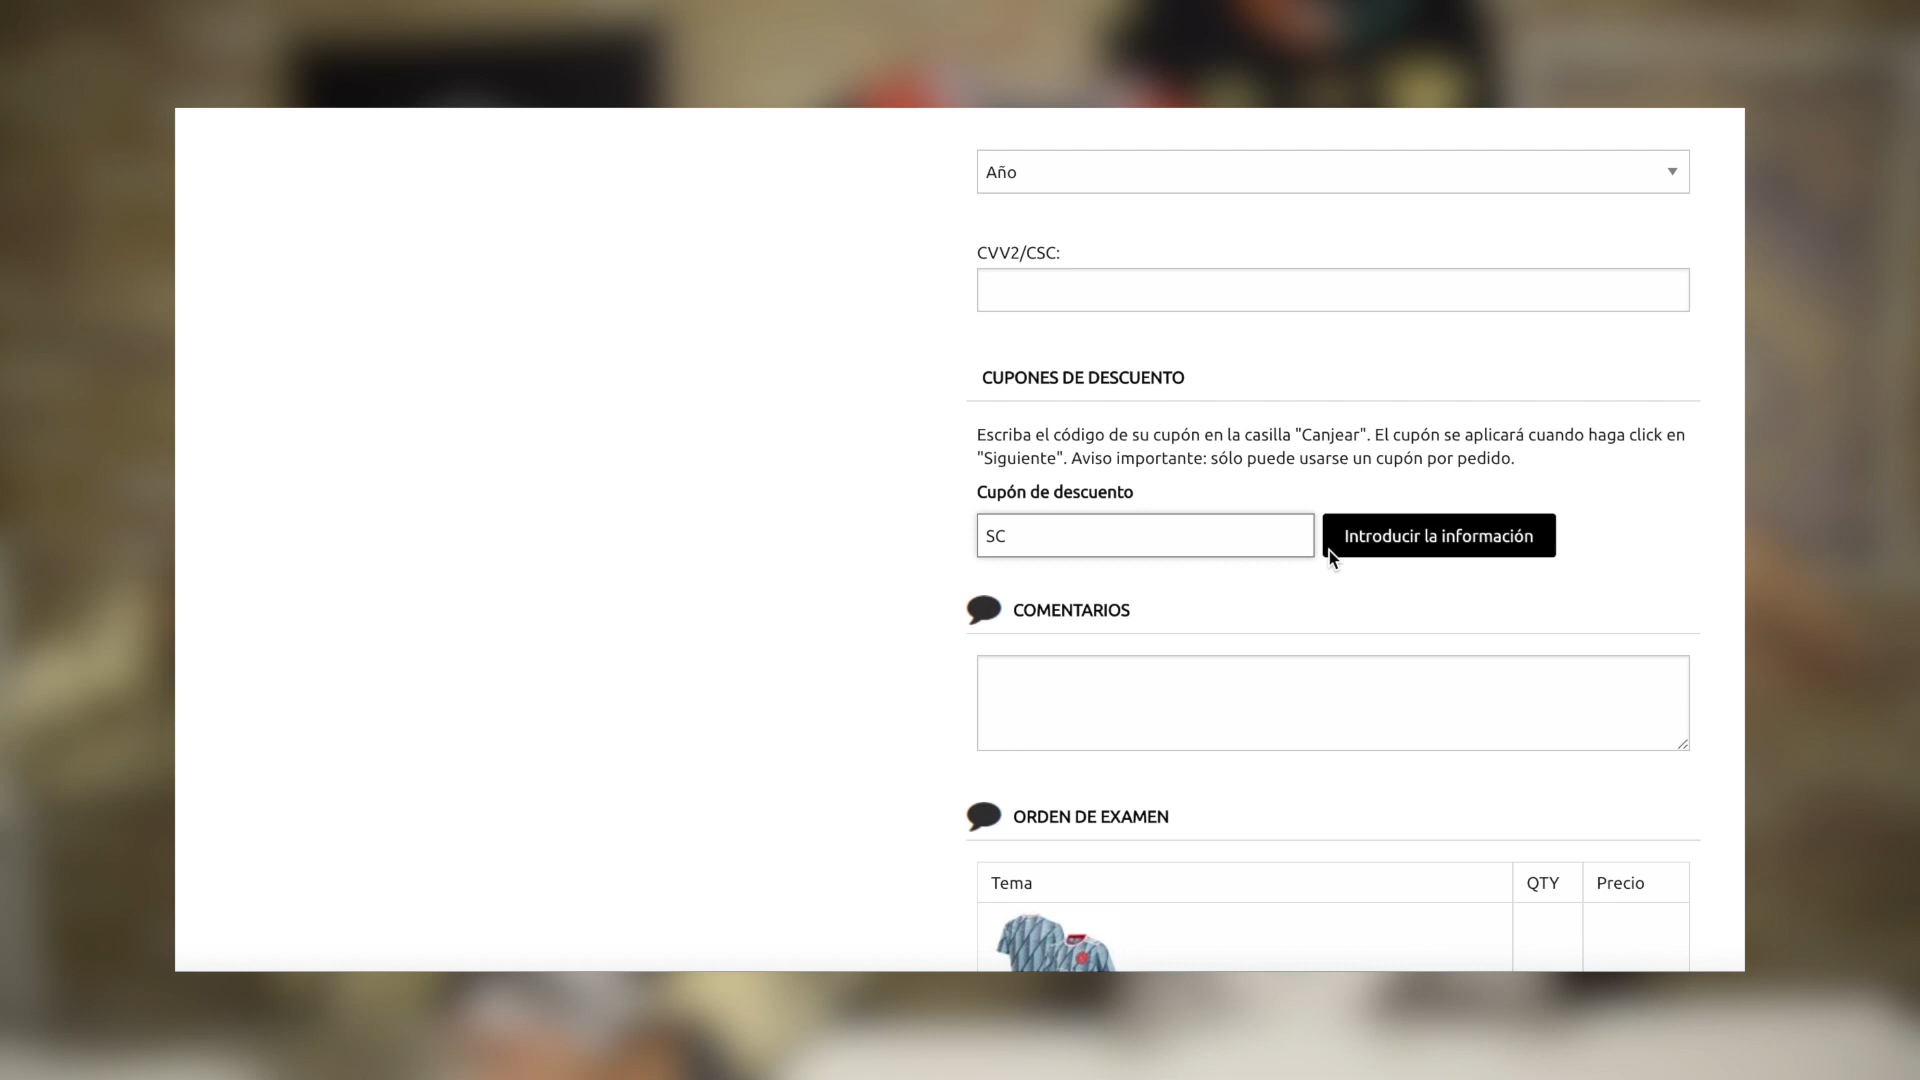 Año
CVV2/CSC:
CUPONES DE DESCUENTO
Escriba el código de su cupón en la casilla "Canjear". El cupón se aplicará cuando haga click en
"Siguiente". Aviso importante: sólo puede usarse un cupón por pedido.
Cupón de descuento
SC
Introducir la información
COMENTARIOS
ORDEN DE EXAMEN
Tema QTY Precio